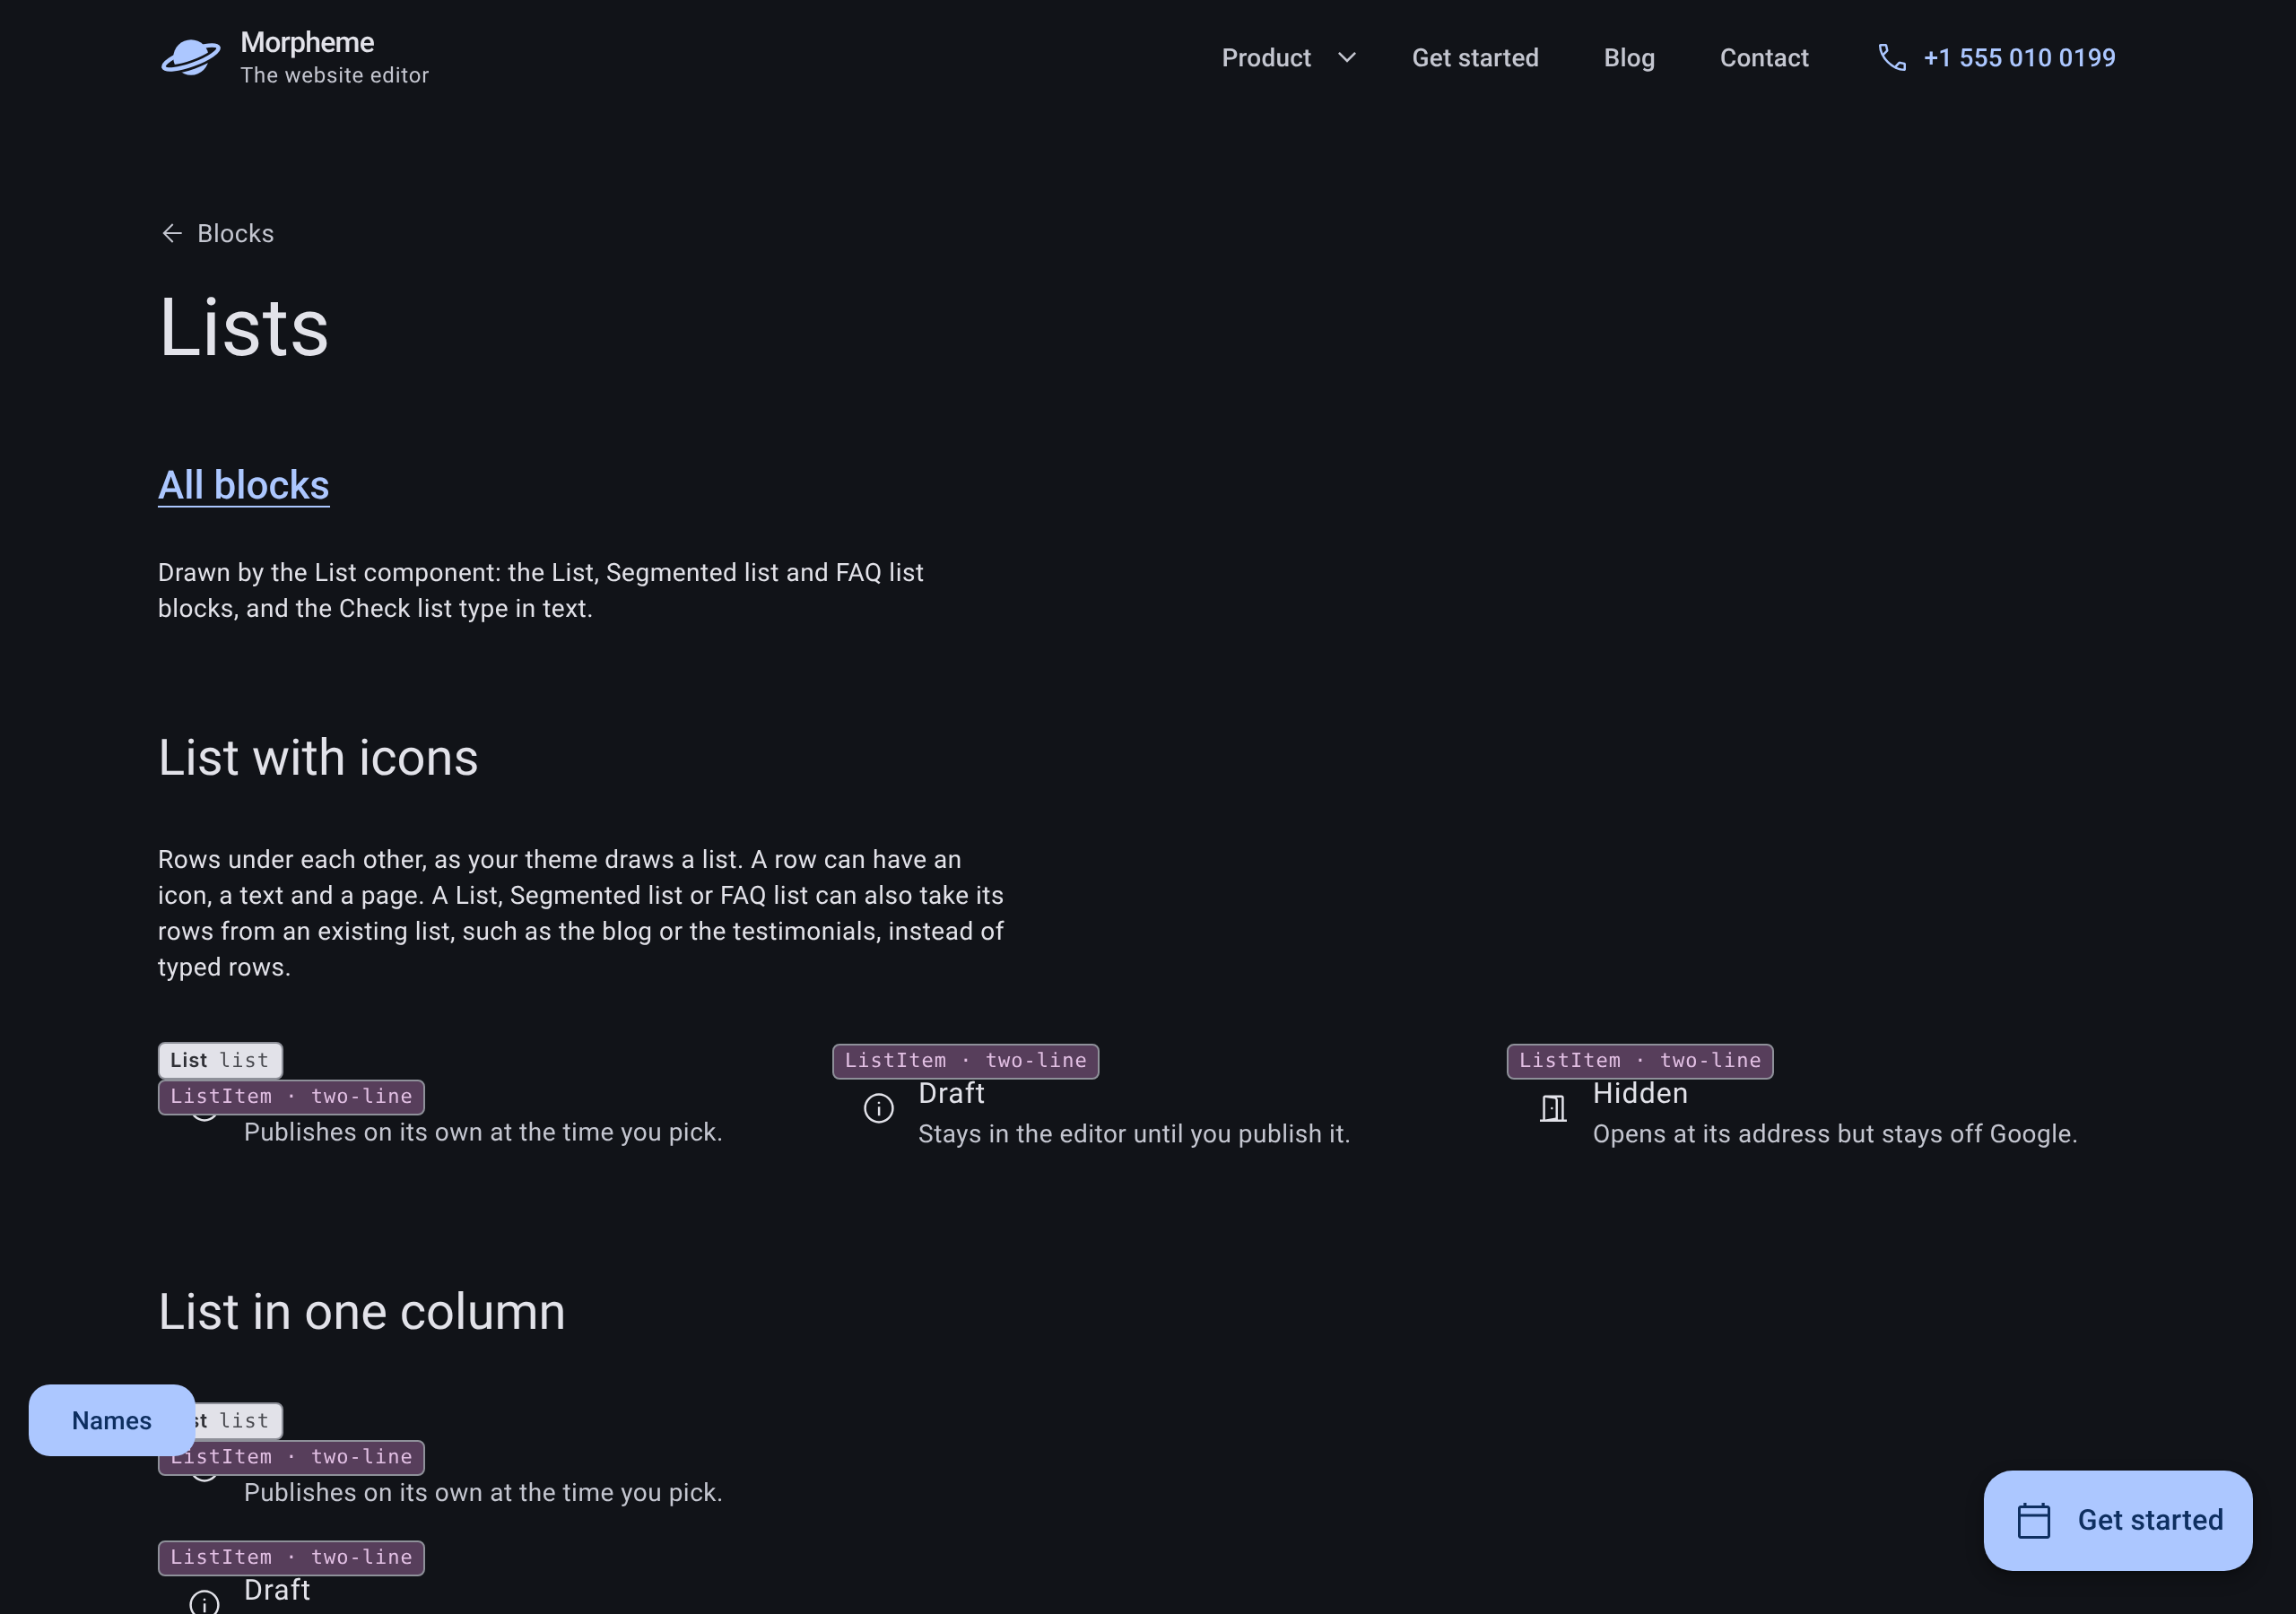 Morpheme
The website editor
Product
Get started
Blog
Contact
+1 555 010 0199
Blocks
Lists
All blocks
Drawn by the List component: the List, Segmented list and FAQ list
blocks, and the Check list type in text.
List with icons
Rows under each other, as your theme draws a list. A row can have an
icon, a text and a page. A List, Segmented list or FAQ list can also take its
rows from an existing list, such as the blog or the testimonials, instead of
typed rows.
List list
ListItem · two-line
Publishes on its own at the time you pick.
ListItem · two-line
Draft
Stays in the editor until you publish it.
ListItem · two-line
Hidden
Opens at its address but stays off Google.
List in one column
Names
list
ListItem · two-line
Publishes on its own at the time you pick.
ListItem · two-line
Draft
Get started